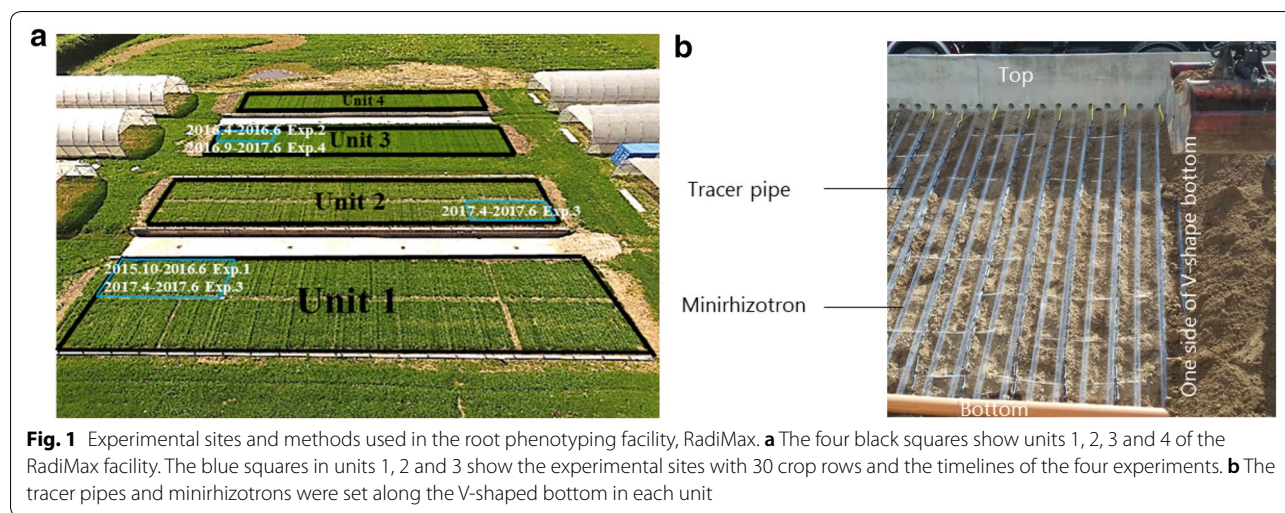 a
Unit 4
2016.4-2016.6 Exp.2
2016.9-2017.6 Exp.4
Unit 3
Unit 2
2017.4-2017.6 Exp.3
2015.10-2016.6 Exp.1
2017.4-2017.6 Exp.3
Unit 1
b
Top
Tracer pipe
Minirhizotron
One side of V-shape bottom
Bottom
Fig. 1 Experimental sites and methods used in the root phenotyping facility, RadiMax. a The four black squares show units 1, 2, 3 and 4 of the
RadiMax facility. The blue squares in units 1, 2 and 3 show the experimental sites with 30 crop rows and the timelines of the four experiments. b The
tracer pipes and minirhizotrons were set along the V-shaped bottom in each unit